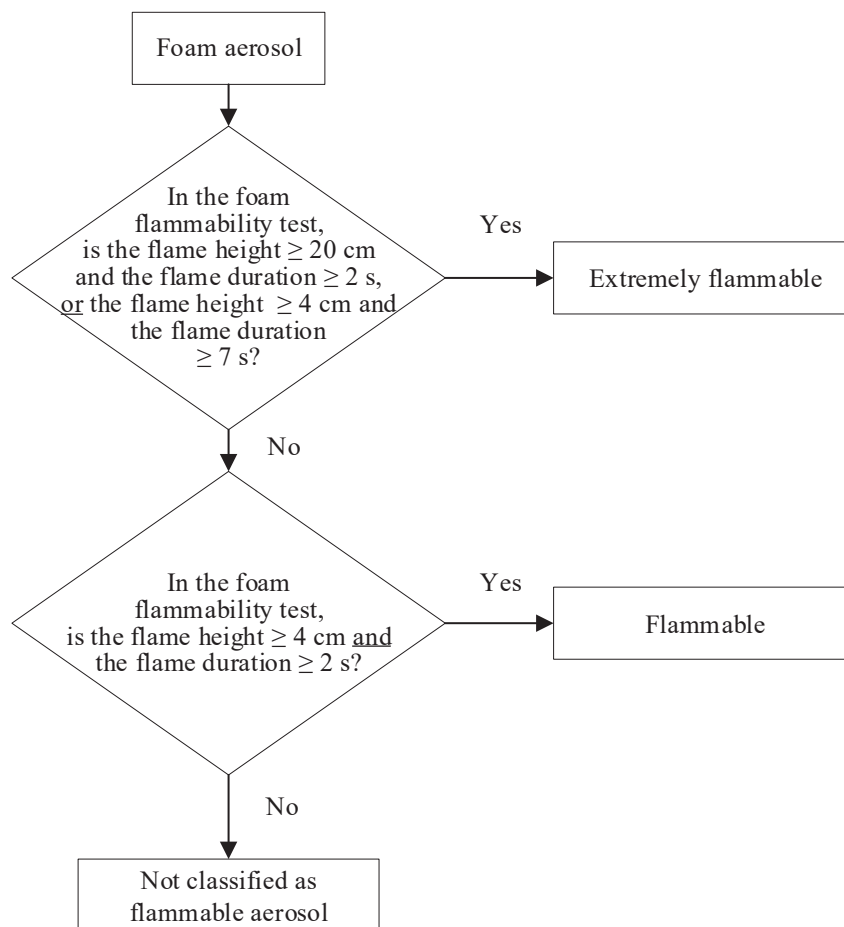 Foam aerosol
In the foam
flammability test,
is the flame height ≥ 20 cm
and the flame duration ≥ 2 s,
or the flame height ≥ 4 cm and
the flame duration
≥ 7 s?
Yes
Extremely flammable
No
In the foam
flammability test,
is the flame height ≥ 4 cm and
the flame duration ≥ 2 s?
Yes
Flammable
No
Not classified as
flammable aerosol